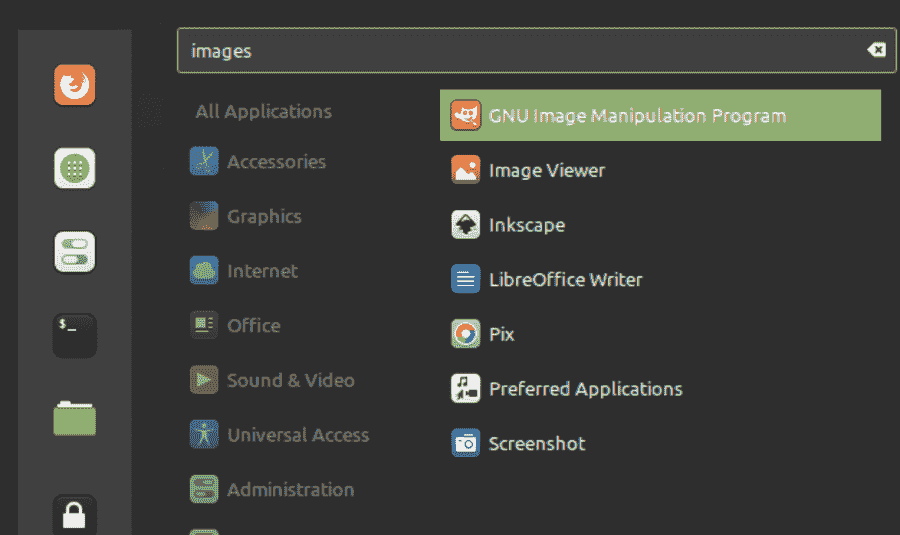 images
All Applications
Accessories
Graphics
Internet
Office
Sound & Video
Universal Access
Administration
GNU Image Manipulation Program
Image Viewer
Inkscape
LibreOffice Writer
Pix
Preferred Applications
Screenshot
$_